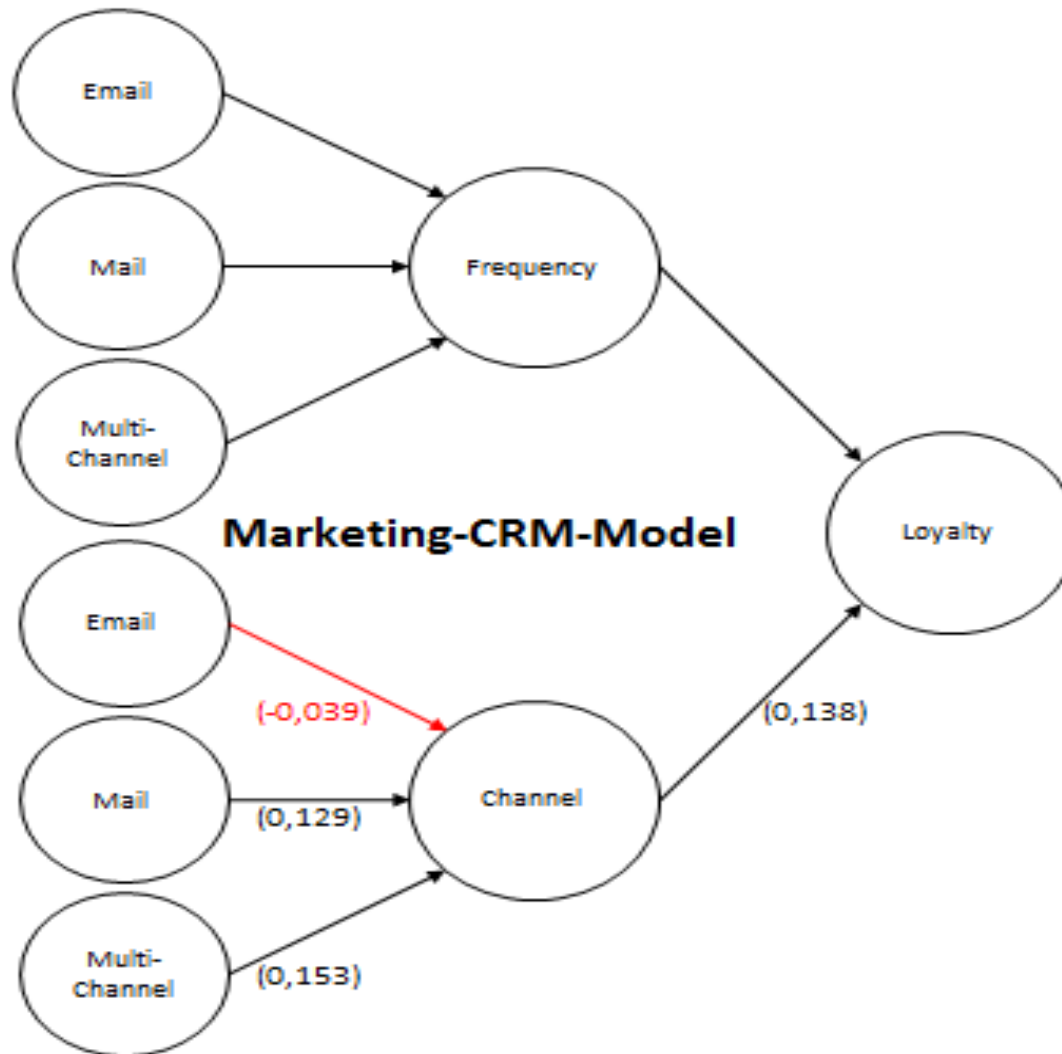 Email
Mail
Frequency
Multi-
Channel
Marketing-CRM-Model
Loyalty
Email
(-0,039)
(0,138)
Mail
(0,129)
Channel
Multi-
Channel
(0,153)